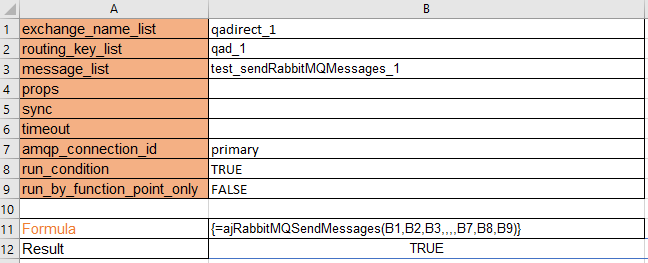 A B
1 exchange_name_list qadirect_1
2 routing_key_list qad_1
3 message_list test_sendRabbitMQMessages_1
4 props
5 sync
6 timeout
7 amqp_connection_id primary
8 run_condition TRUE
9 run_by_function_point_only FALSE
10
11 Formula {=ajRabbitMQSendMessages(B1,B2,B3,,,,B7,B8,B9)}
12 Result TRUE